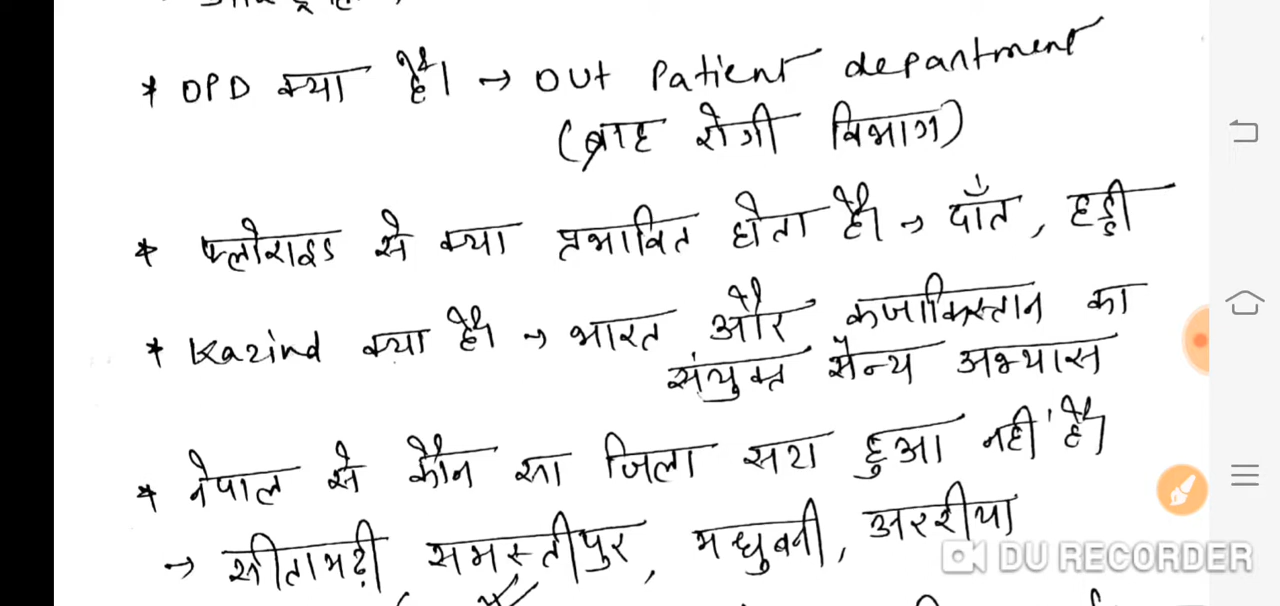 * OPD क्या है। → Out Patient department
(ब्राह रोगी विभाग)
* फ्लोराइड से क्या प्रभावित होता है। → दाँत, हड्डी
* Kazind क्या है। → भारत और कजाकिस्तान का
संयुक्त सैन्य अभ्यास
* नेपाल से कौन सा जिला सटा हुआ नहीं है।
→ सीतामढ़ी समस्तीपुर, मधुबनी, अररीया
DU RECORDER